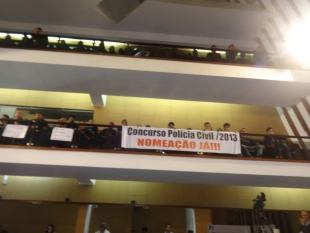 Concurso Polícia Civil /2013
NOMEAÇÃO JÁ!!!